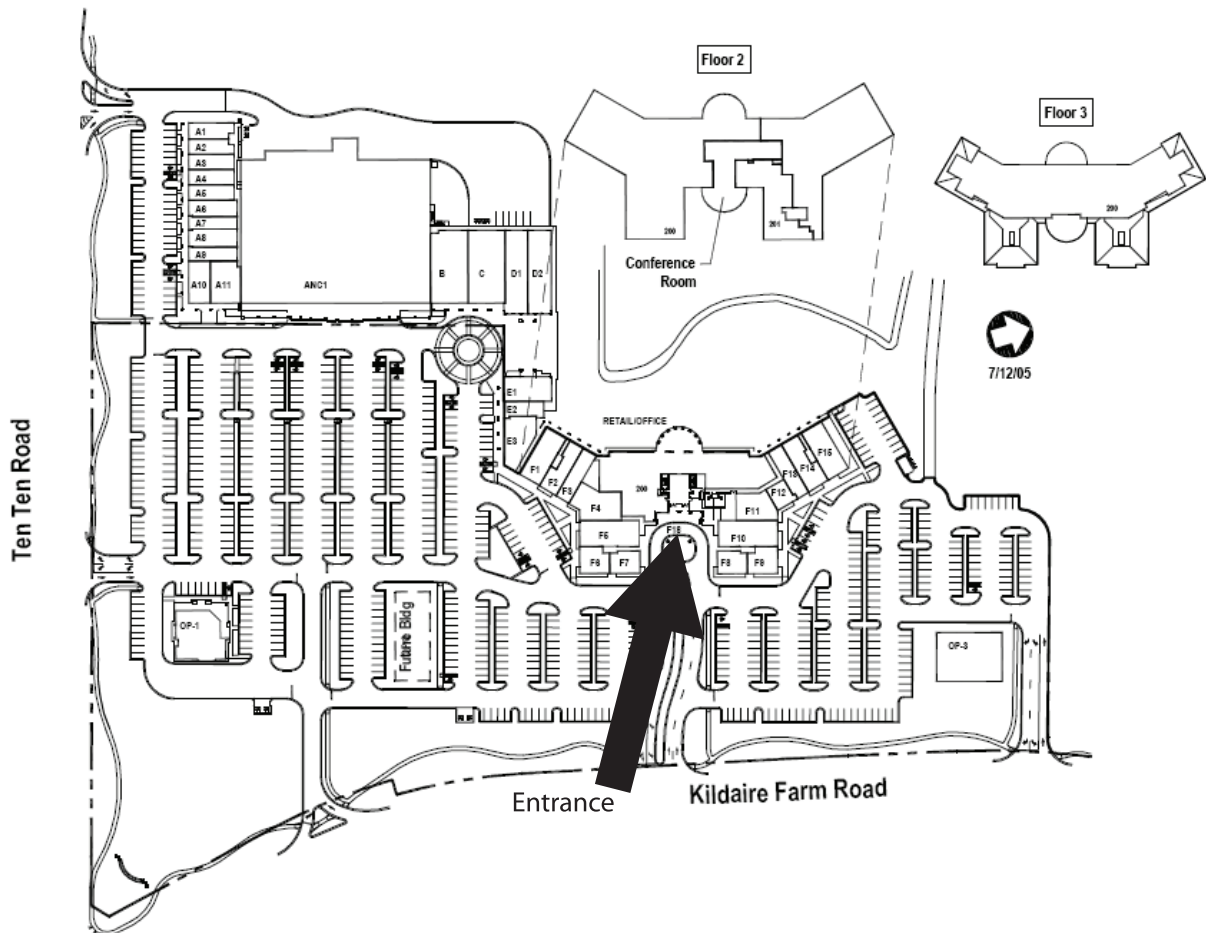 Floor 2
Floor 3
200
201
200
Conference
Room
7/12/05
A1
A2
A3
A4
A5
A6
A7
A8
A9
A10
A11
ANC1
B
C
D1
D2
E1
E2
E3
RETAIL/OFFICE
F1
F2
F3
F4
200
F5
F6
F7
F16
F8
F9
F10
F11
F12
F13
F14
F15
OP-1
Future Bldg
OP-3
Ten Ten Road
Entrance
Kildaire Farm Road